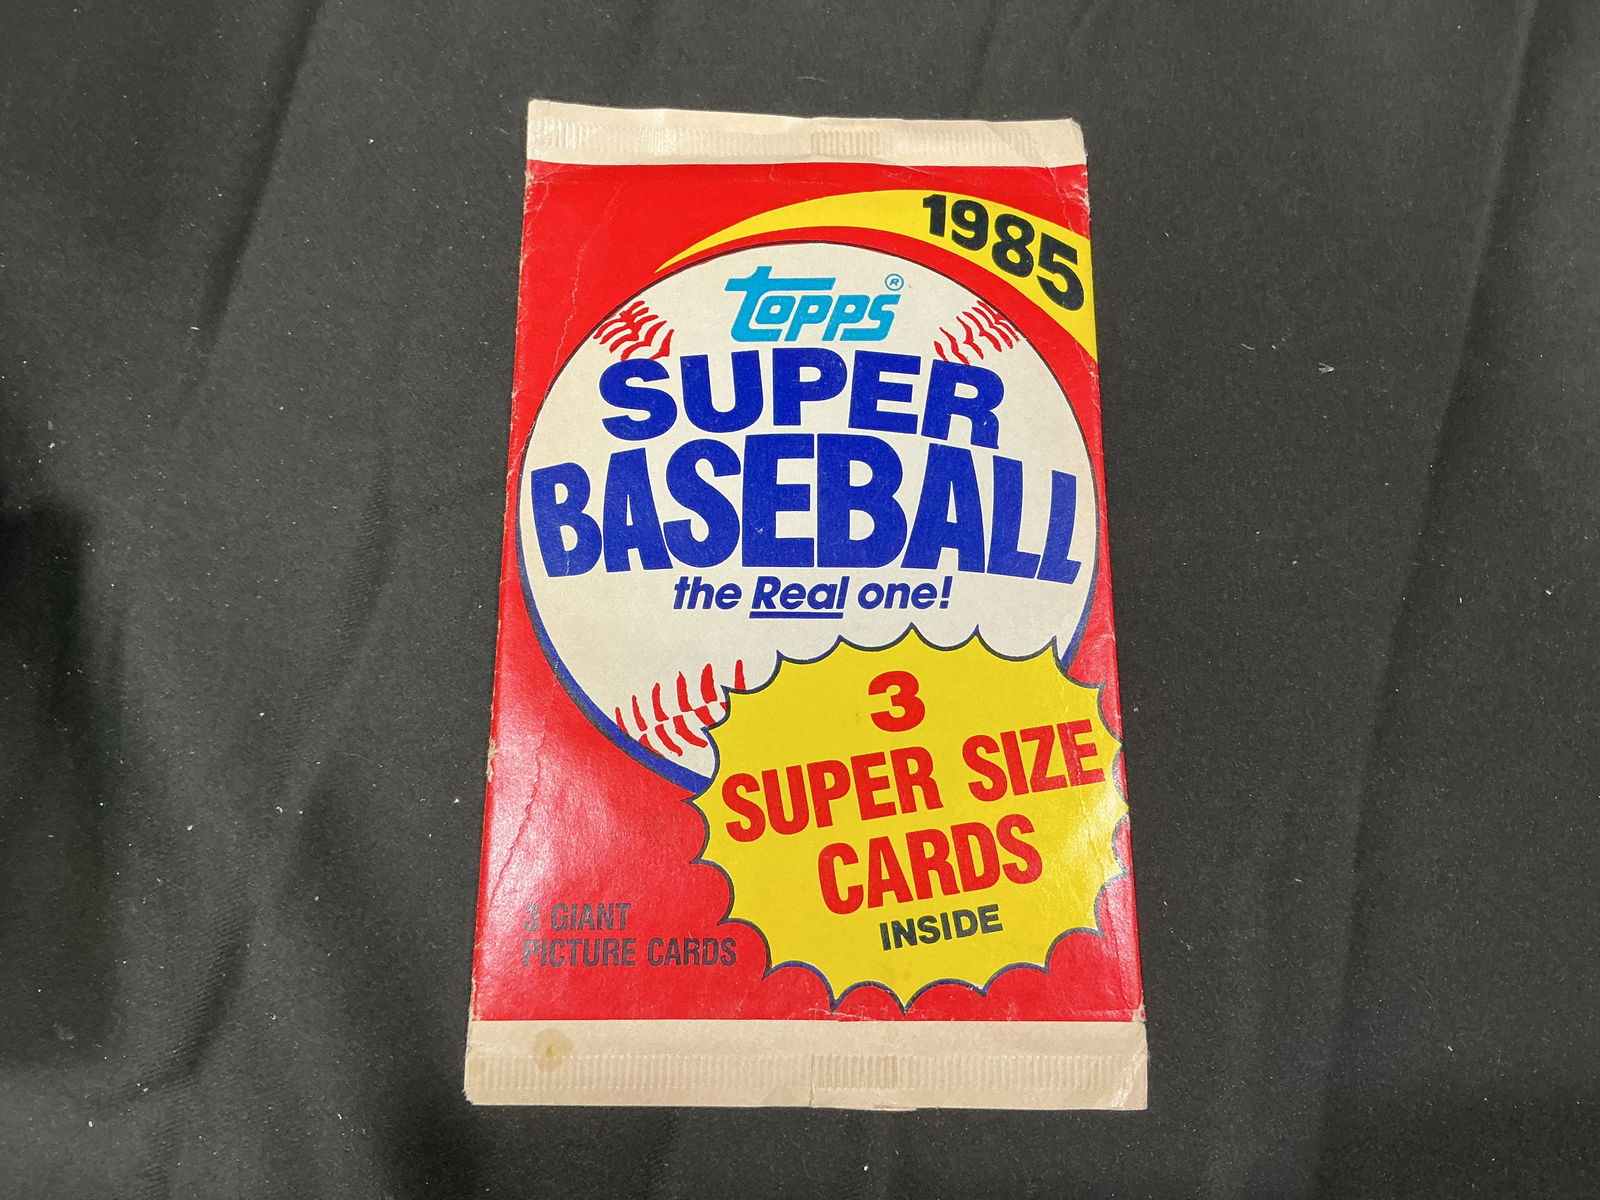 1985
topps®
SUPER
BASEBALL
the Real one!
3
SUPER SIZE
CARDS
INSIDE
3 GIANT
PICTURE CARDS